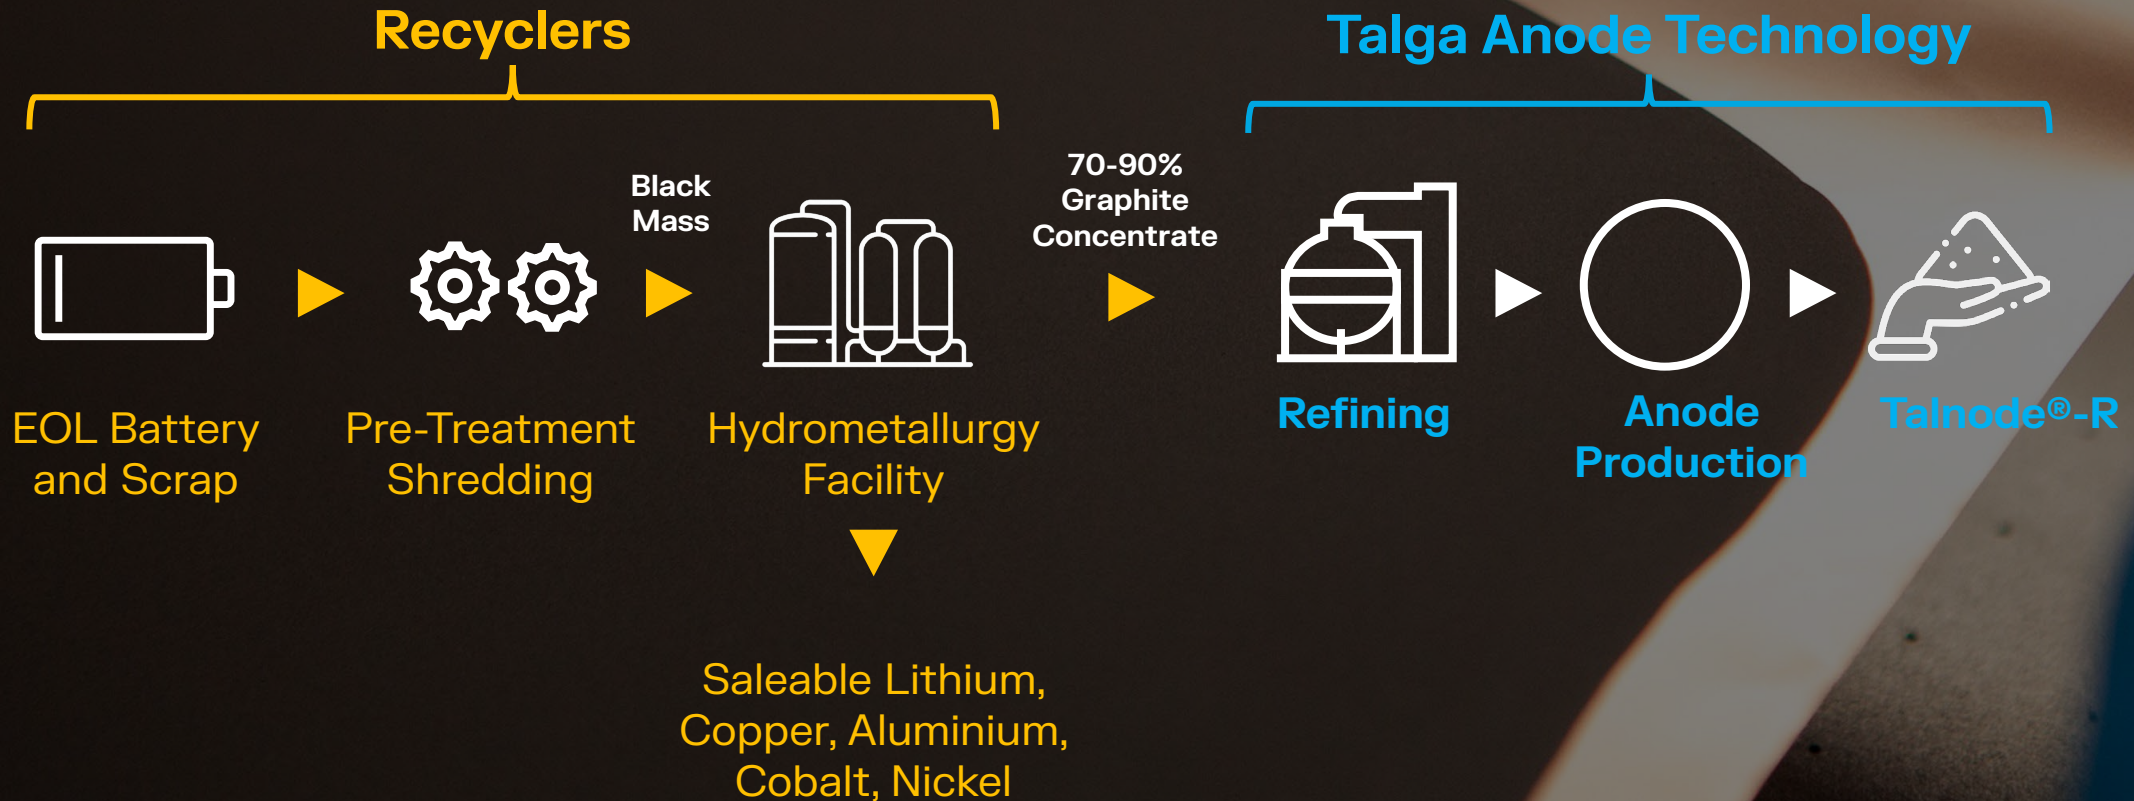 Recyclers
Talga Anode Technology
Black
Mass
70-90%
Graphite
Concentrate
EOL Battery
and Scrap
Pre-Treatment
Shredding
Hydrometallurgy
Facility
Refining
Anode
Production
Talnode®-R
Saleable Lithium,
Copper, Aluminium,
Cobalt, Nickel